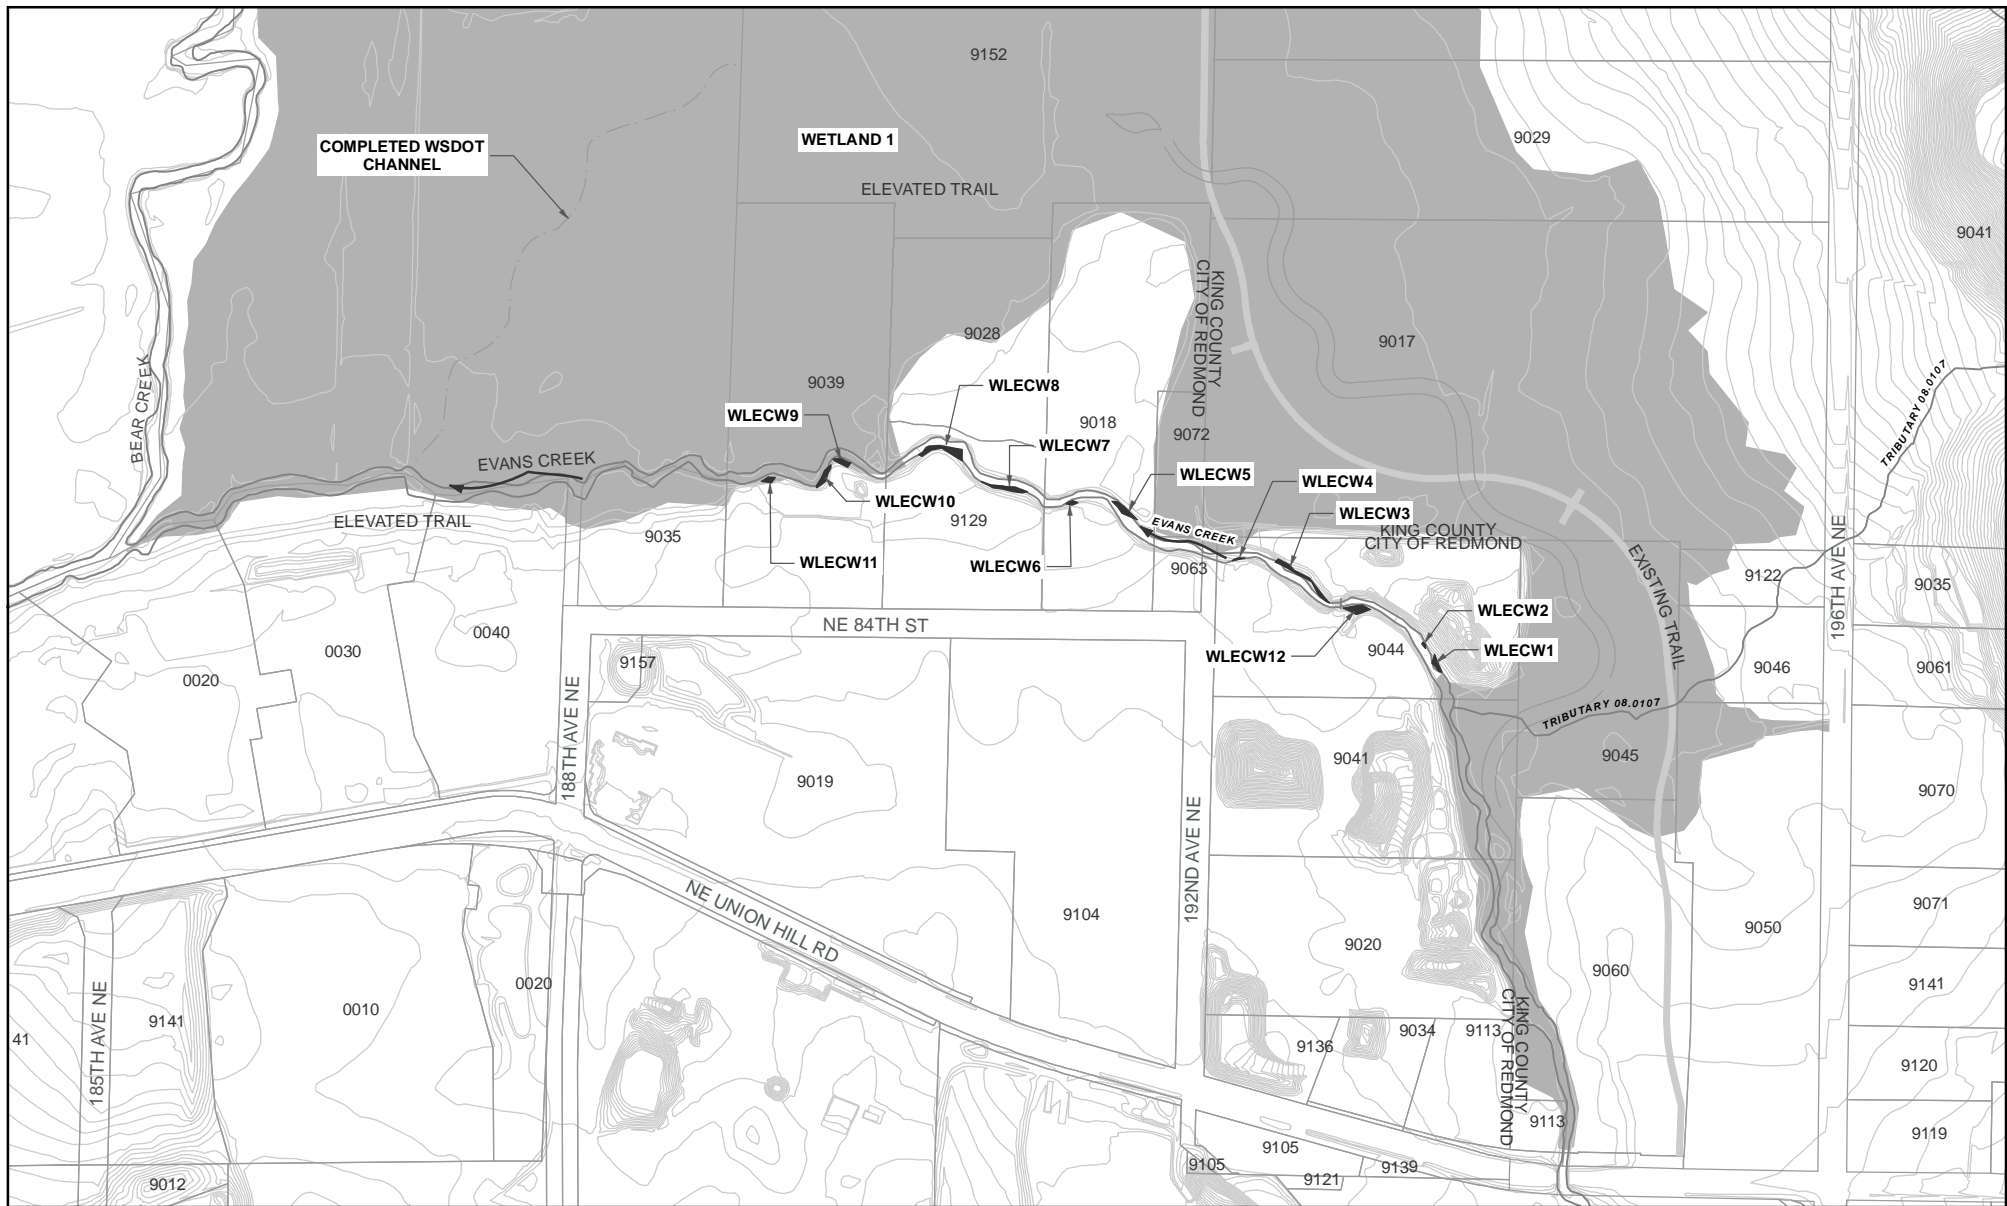 9152
COMPLETED WSDOT
CHANNEL
WETLAND 1
9029
ELEVATED TRAIL
9041
KING COUNTY
CITY OF REDMOND
9028
9017
BEAR CREEK
9039
WLECW8
TRIBUTARY 08.0107
WLECW9
9018
9072
WLECW7
EVANS CREEK
WLECW5
WLECW4
WLECW10
WLECW3
ELEVATED TRAIL
9129
EVANS CREEK
KING COUNTY
CITY OF REDMOND
9035
WLECW11
WLECW6
9063
EXISTING TRAIL
9122
196TH AVE NE
9035
WLECW2
NE 84TH ST
0040
0030
9157
WLECW12
9044
WLECW1
9046
9061
0020
188TH AVE NE
TRIBUTARY 08.0107
9019
9041
9045
9070
NE UNION HILL RD
192ND AVE NE
9104
9071
9050
9020
9060
0020
9141
0010
185TH AVE NE
9141
41
9136
9034
9113
KING COUNTY
CITY OF REDMOND
9120
9113
9119
9105
9105
9139
9121
9012